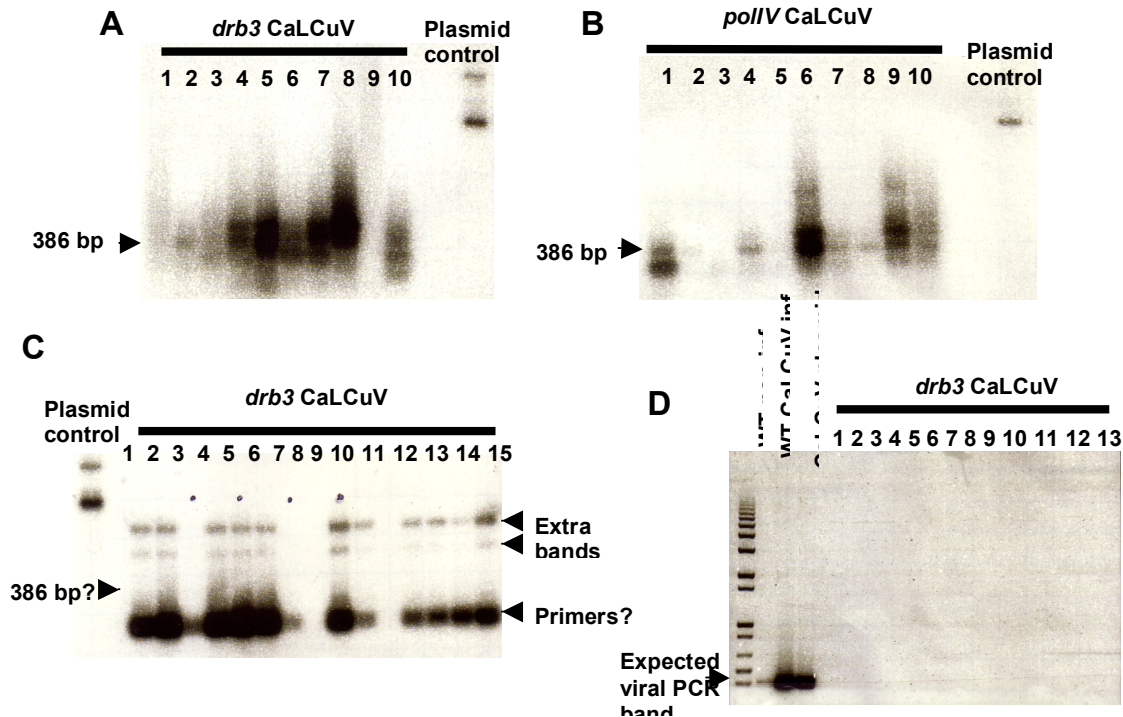 A
drb3 CaLCuV
Plasmid
control
1 2 3 4 5 6 7 8 9 10
386 bp
B
polIV CaLCuV
Plasmid
control
1 2 3 4 5 6 7 8 9 10
386 bp
C
drb3 CaLCuV
Plasmid
control
1 2 3 4 5 6 7 8 9 10 11 12 13 14 15
Extra
bands
386 bp?
Primers?
D
WT CaLCuV inf
drb3 CaLCuV
1 2 3 4 5 6 7 8 9 10 11 12 13
Expected
viral PCR
band